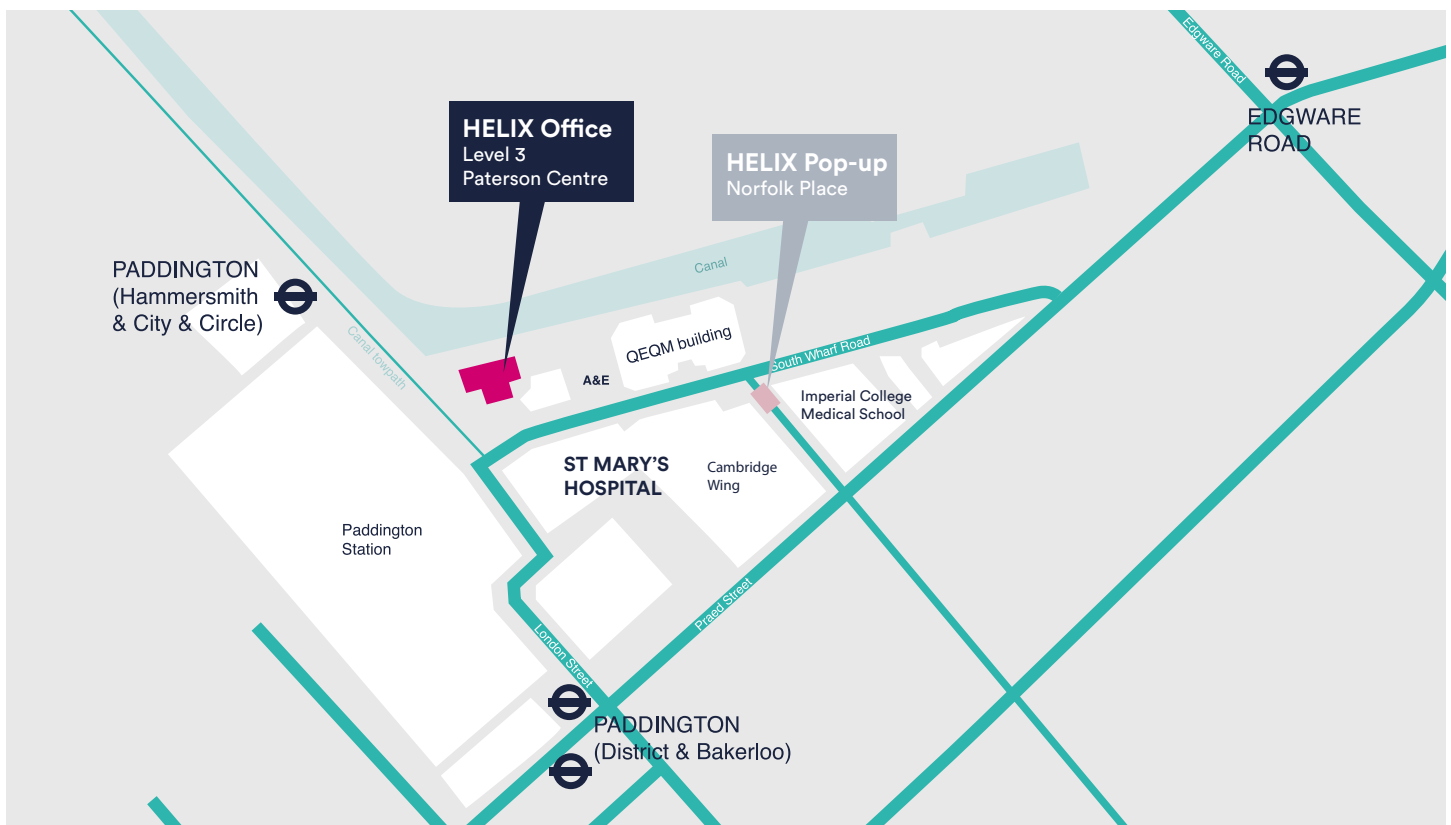 Edgware Road
EDGWARE
ROAD
HELIX Office
Level 3
Paterson Centre
HELIX Pop-up
Norfolk Place
PADDINGTON
(Hammersmith
& City & Circle)
Canal
Canal towpath
QEQM building
A&E
South Wharf Road
Imperial College
Medical School
ST MARY'S
HOSPITAL
Cambridge
Wing
Paddington
Station
London Street
Praed Street
PADDINGTON
(District & Bakerloo)